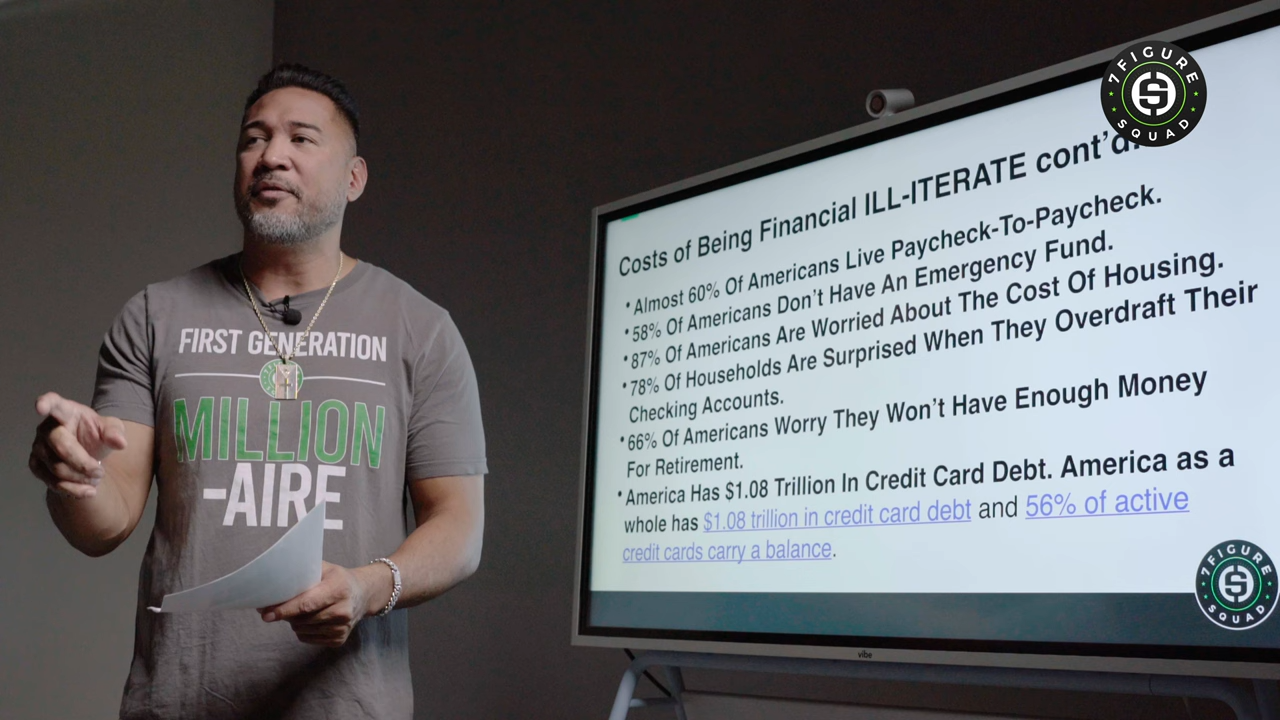 7FIGURE
SQUAD
Costs of Being Financial ILL-ITERATE cont'd.
• Almost 60% Of Americans Live Paycheck-To-Paycheck.
• 58% Of Americans Don't Have An Emergency Fund.
• 87% Of Americans Are Worried About The Cost Of Housing.
• 78% Of Households Are Surprised When They Overdraft Their
Checking Accounts.
• 66% Of Americans Worry They Won't Have Enough Money
For Retirement.
• America Has $1.08 Trillion In Credit Card Debt. America as a
whole has $1.08 trillion in credit card debt and 56% of active
credit cards carry a balance.
7FIGURE
SQUAD
vibe
FIRST GENERATION
MILLION
-AIRE